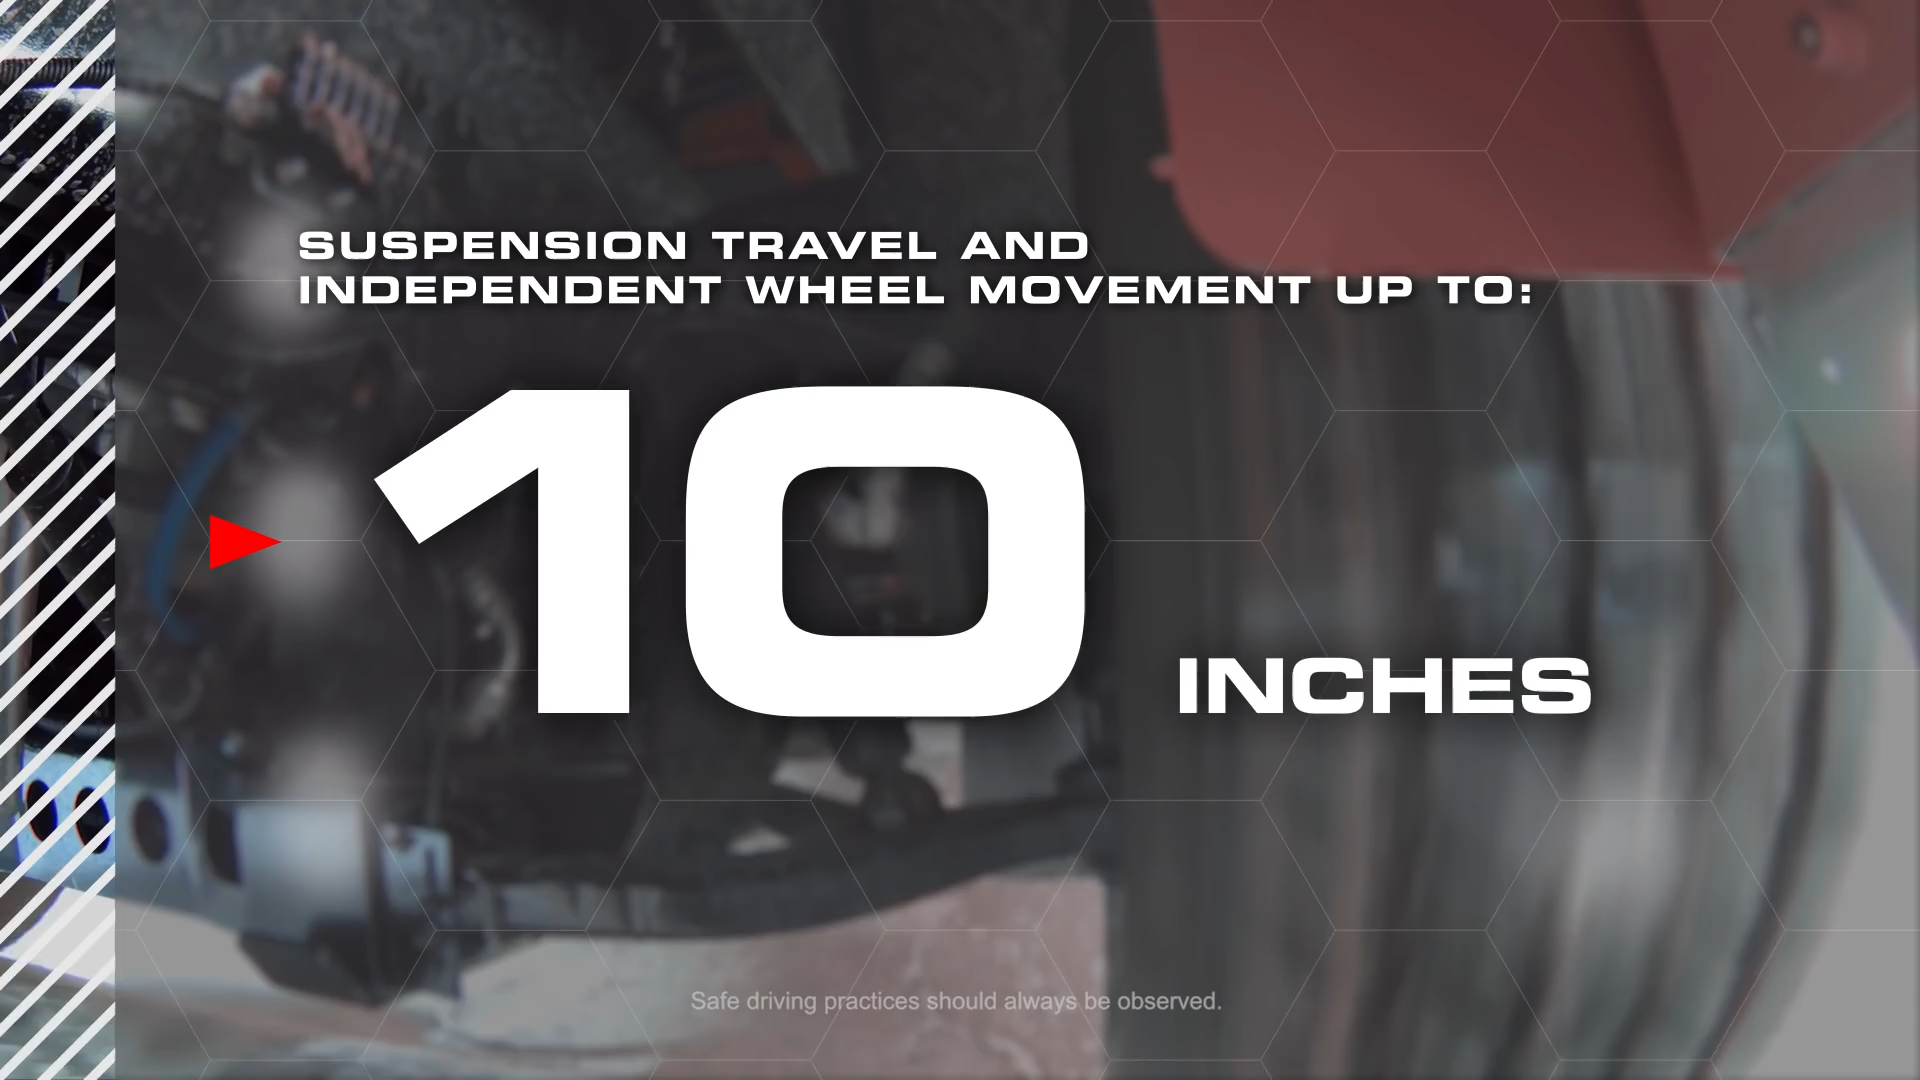 SUSPENSION TRAVEL AND
INDEPENDENT WHEEL MOVEMENT UP TO:
10 INCHES
Safe driving practices should always be observed.